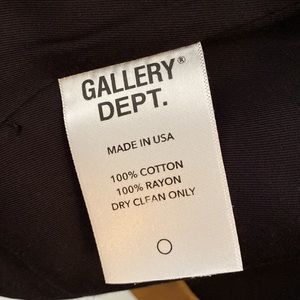 GALLERY®
DEPT.
MADE IN USA
100% COTTON
100% RAYON
DRY CLEAN ONLY